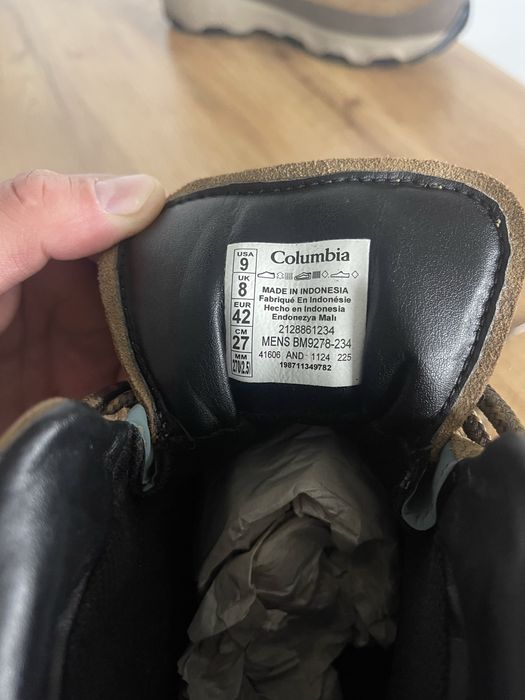 Columbia
USA
9
UK
8
EUR
42
CM
27
MM
270/2.5
MADE IN INDONESIA
Fabriqué En Indonésie
Hecho en Indonesia
Endonezya Malı
2128861234
MENS BM9278-234
41606 AND 1124 225
198711349782